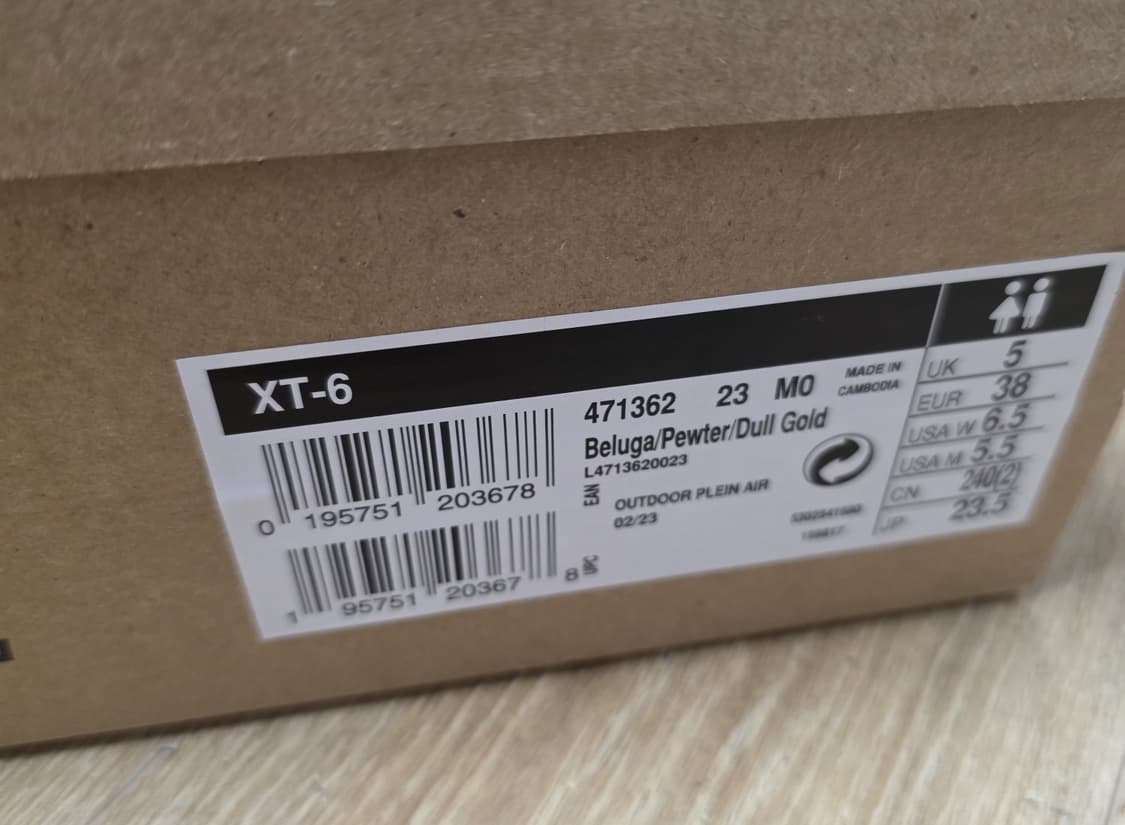 XT-6
0 195751 203678
EAN
1 95751 20367 8
UPC
471362 23 M0
MADE IN
CAMBODIA
Beluga/Pewter/Dull Gold
L4713620023
OUTDOOR PLEIN AIR
02/23
UK 5
EUR 38
USA W 6.5
USA M 5.5
CN 240(2)
JP 23.5